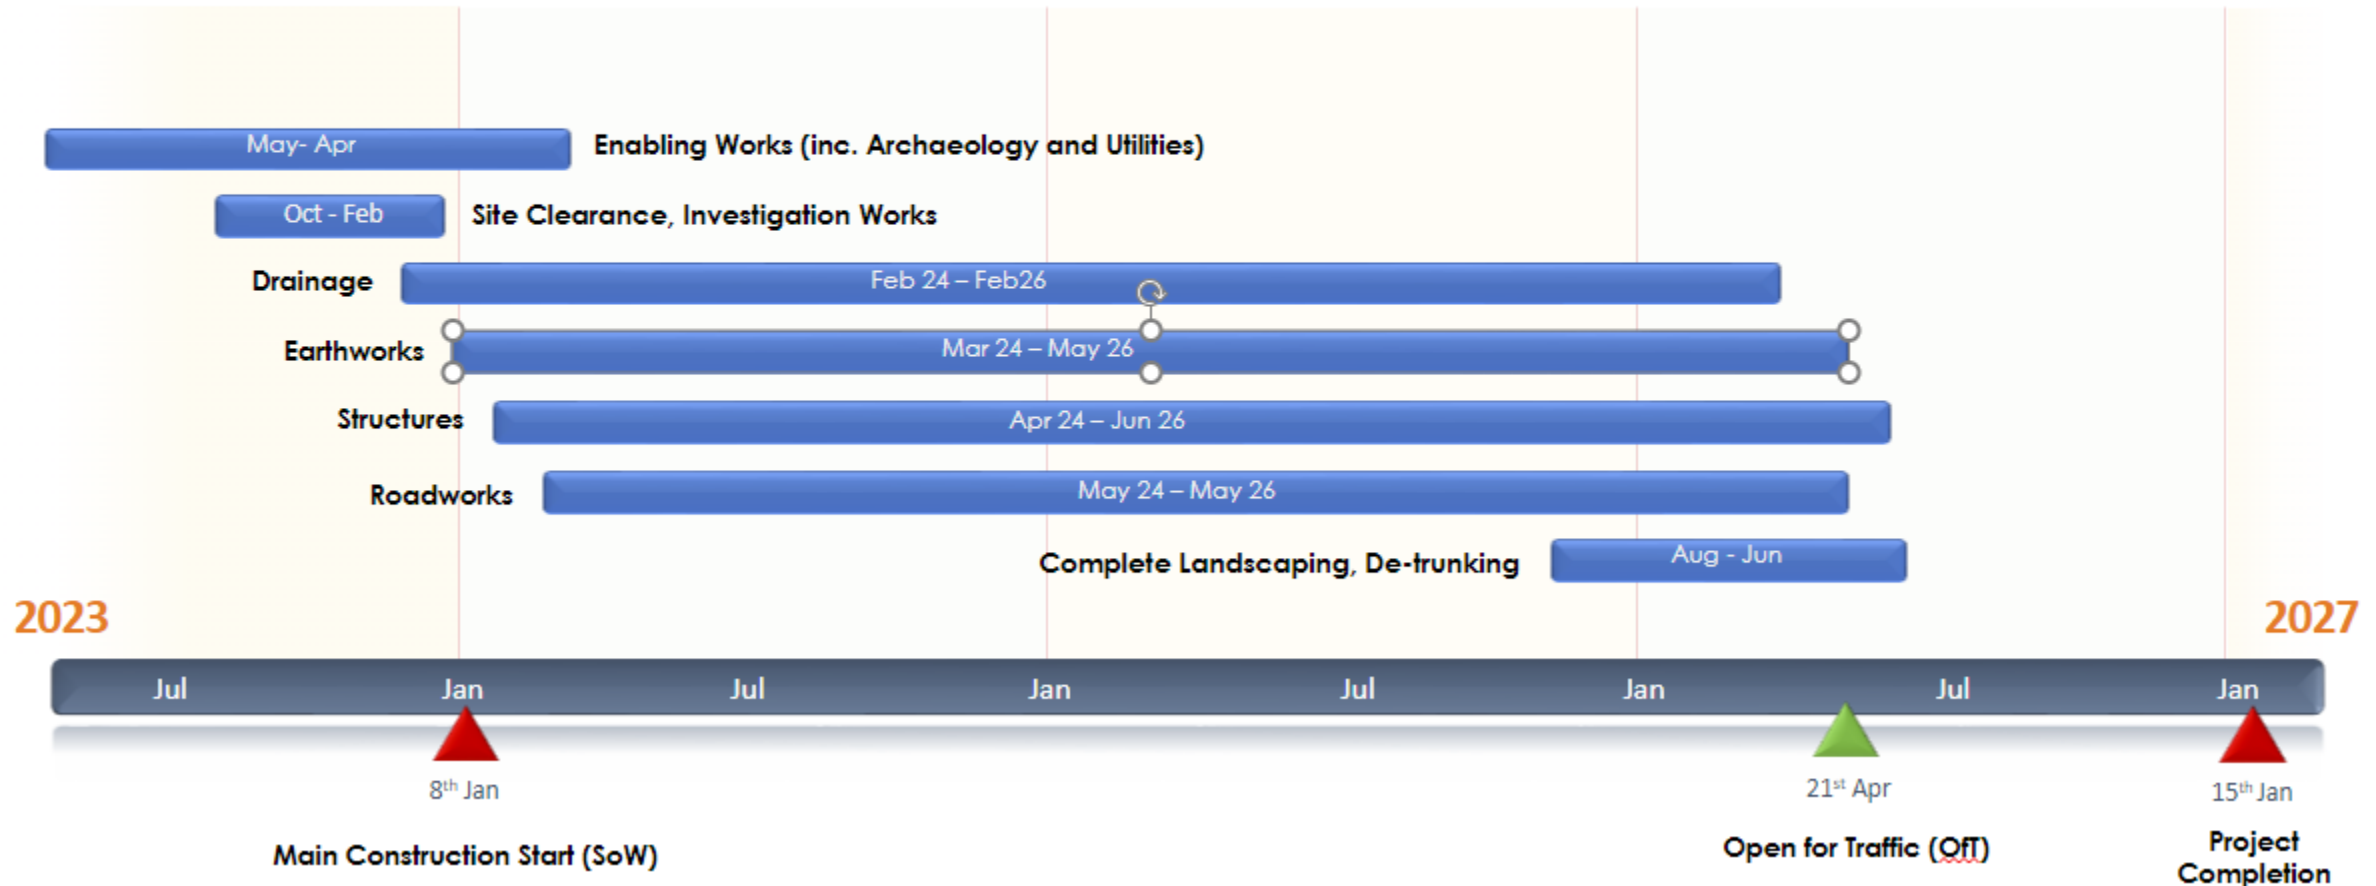 May- Apr
Enabling Works (inc. Archaeology and Utilities)
Oct - Feb
Site Clearance, Investigation Works
Drainage
Feb 24 – Feb26
Earthworks
Mar 24 – May 26
Structures
Apr 24 – Jun 26
Roadworks
May 24 – May 26
Complete Landscaping, De-trunking
Aug - Jun
2023
2027
Jul
Jan
Jul
Jan
Jul
Jan
Jul
Jan
8th Jan
21st Apr
15th Jan
Main Construction Start (SoW)
Open for Traffic (OfT)
Project
Completion